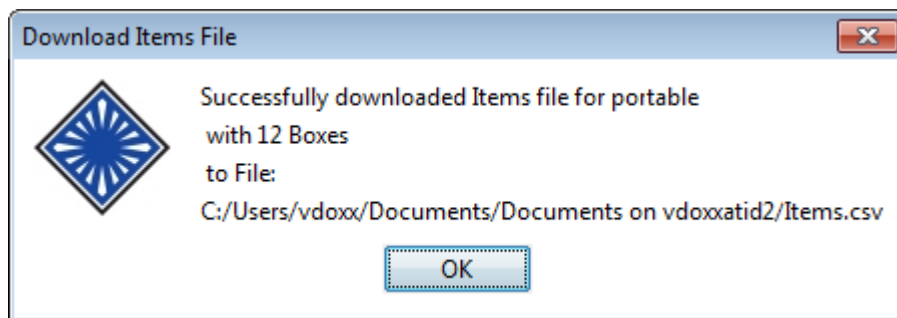 Download Items File
Successfully downloaded Items file for portable
with 12 Boxes
to File:
C:/Users/vdoxx/Documents/Documents on vdoxxatid2/Items.csv
OK